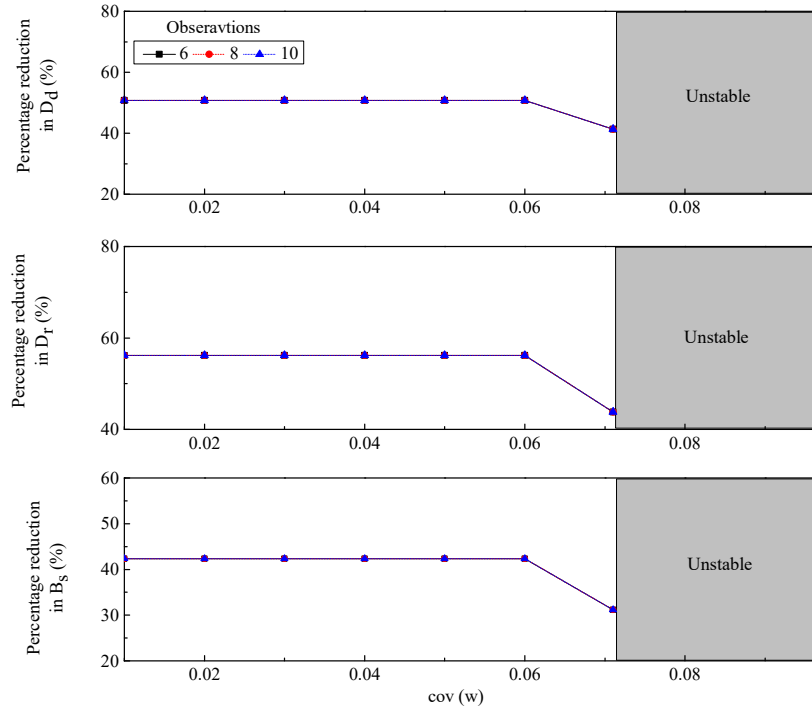 Obseravtions
6 8 10
Percentage reduction
in Dd (%)
80
60
40
20
Unstable
0.02 0.04 0.06 0.08
Percentage reduction
in Dr (%)
80
60
40
Unstable
0.02 0.04 0.06 0.08
Percentage reduction
in Bs (%)
60
50
40
30
20
Unstable
0.02 0.04 0.06 0.08
cov (w)